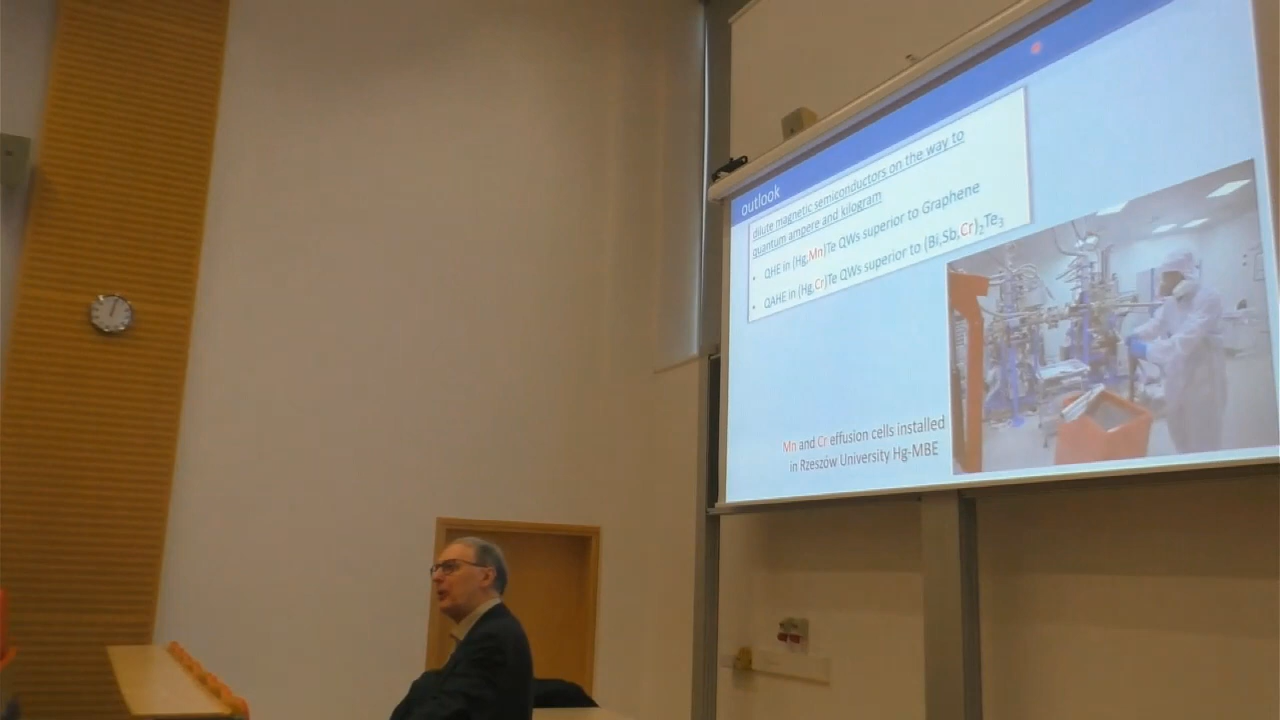 outlook
dilute magnetic semiconductors on the way to
quantum ampere and kilogram
• QHE in (Hg,Mn)Te QWs superior to Graphene
• QAHE in (Hg,Cr)Te QWs superior to (Bi,Sb,Cr)₂Te₃
Mn and Cr effusion cells installed
in Rzeszów University Hg-MBE